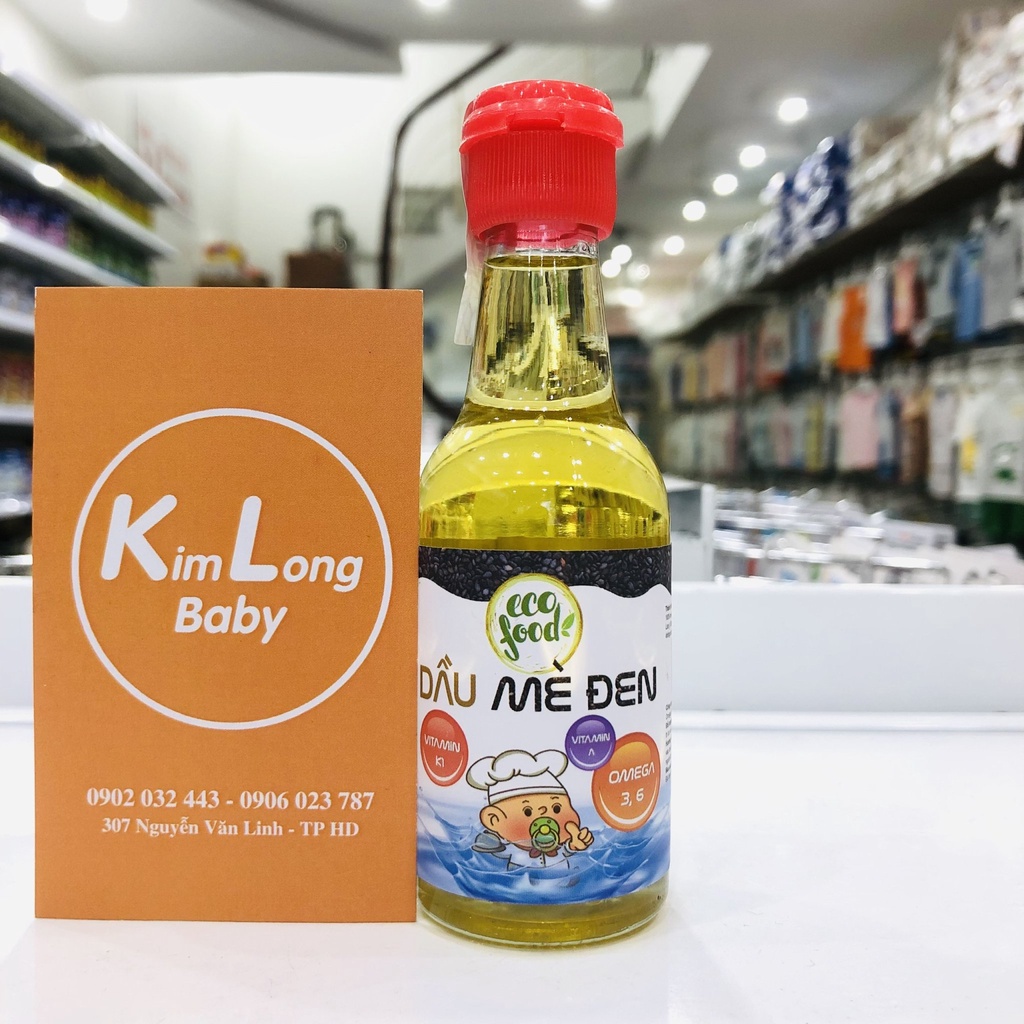 Kim Long
Baby
0902 032 443 - 0906 023 787
307 Nguyễn Văn Linh - TP HD
eco
food
DẦU MÈ ĐEN
VITAMIN
K1
VITAMIN
A
OMEGA
3, 6